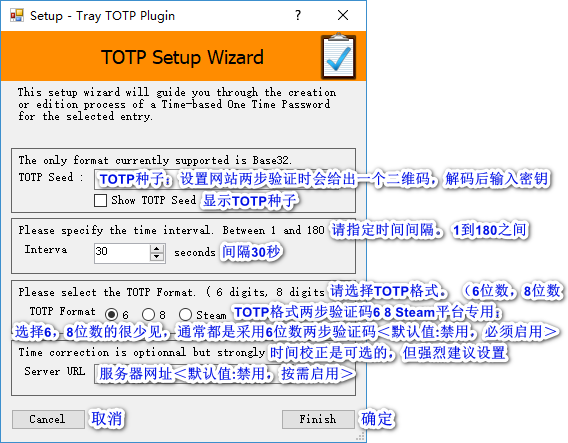 Setup - Tray TOTP Plugin
TOTP Setup Wizard
This setup wizard will guide you through the creation
or edition process of a Time-based One Time Password
for the selected entry.
The only format currently supported is Base32.
TOTP Seed : TOTP种子；设置网站两步验证时会给出一个二维码，解码后输入密钥
Show TOTP Seed 显示TOTP种子
Please specify the time interval. Between 1 and 180 请指定时间间隔。1到180之间
Interva 30 seconds 间隔30秒
Please select the TOTP Format. ( 6 digits, 8 digits 请选择TOTP格式。（6位数，8位数
TOTP Format 6 8 Steam TOTP格式两步验证码6 8 Steam平台专用；
选择6，8位数的很少见，通常都是采用6位数两步验证码＜默认值:禁用，必须启用＞
Time correction is optionnal but strongly 时间校正是可选的，但强烈建议设置
Server URL 服务器网址＜默认值:禁用，按需启用＞
Cancel 取消 Finish 确定